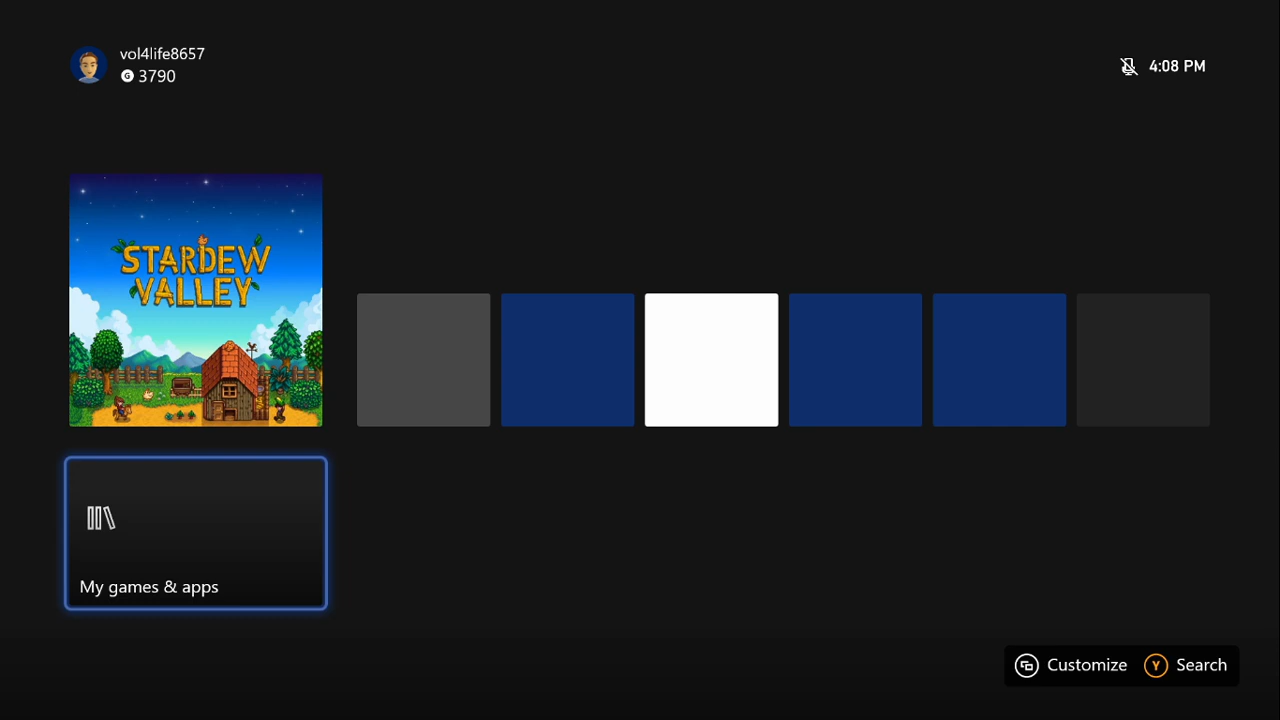 vol4life8657
G 3790
4:08 PM
STARDEW
VALLEY
My games & apps
Customize
Y Search